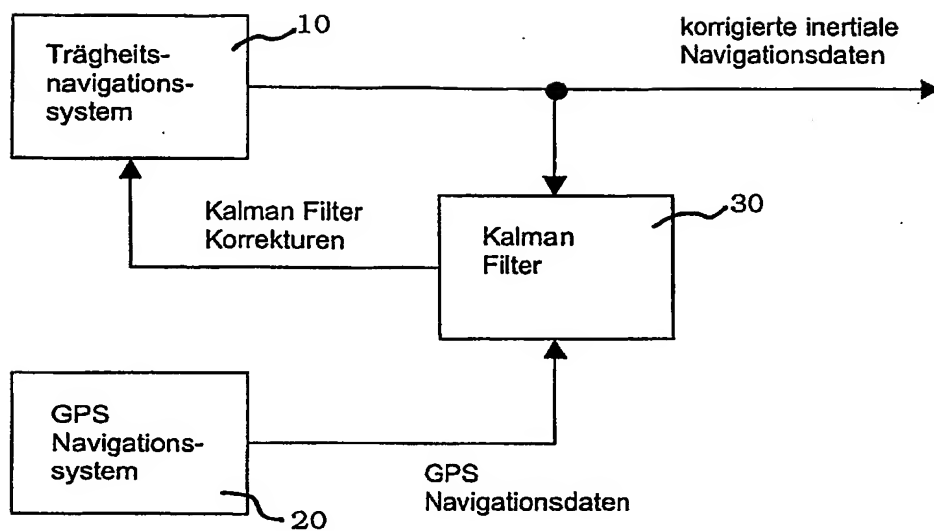 10
Trägheits-
navigations-
system
korrigierte inertiale
Navigationsdaten
Kalman Filter
Korrekturen
30
Kalman
Filter
GPS
Navigations-
system
20
GPS
Navigationsdaten